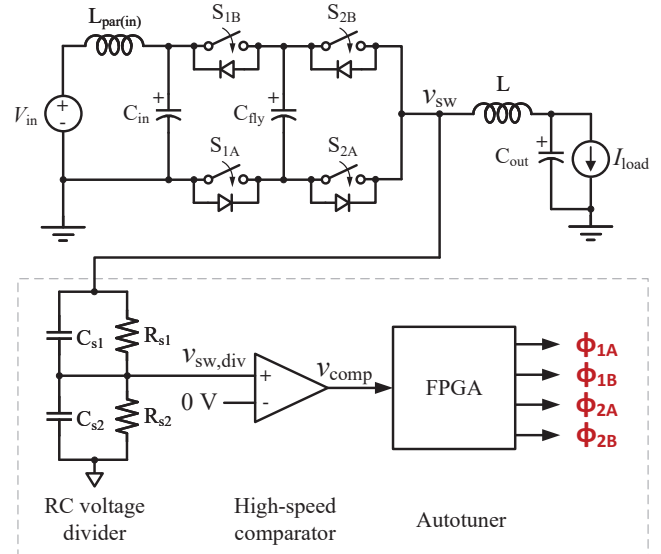 L_par(in)
S_1B
S_2B
V_in
+
-
+
C_in
+
C_fly
v_sw
L
+
C_out
I_load
S_1A
S_2A
C_s1
R_s1
v_sw,div
C_s2
R_s2
+
0 V
-
v_comp
FPGA
Φ_1A
Φ_1B
Φ_2A
Φ_2B
RC voltage
divider
High-speed
comparator
Autotuner